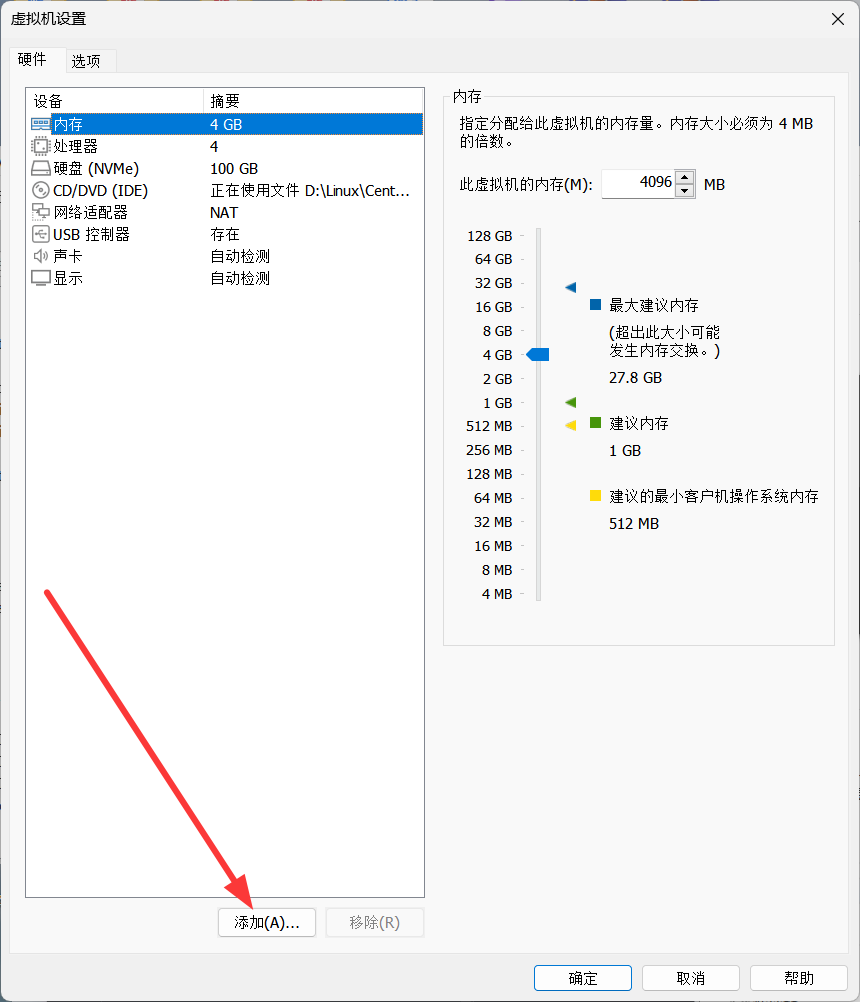 虚拟机设置
硬件 选项
设备 摘要
内存 4 GB
处理器 4
硬盘 (NVMe) 100 GB
CD/DVD (IDE) 正在使用文件 D:\Linux\Cent...
网络适配器 NAT
USB 控制器 存在
声卡 自动检测
显示 自动检测
添加(A)... 移除(R)
内存
指定分配给此虚拟机的内存量。内存大小必须为 4 MB
的倍数。
此虚拟机的内存(M): 4096 MB
128 GB
64 GB
32 GB
16 GB
8 GB
4 GB
2 GB
1 GB
512 MB
256 MB
128 MB
64 MB
32 MB
16 MB
8 MB
4 MB
最大建议内存
(超出此大小可能
发生内存交换。)
27.8 GB
建议内存
1 GB
建议的最小客户机操作系统内存
512 MB
确定 取消 帮助